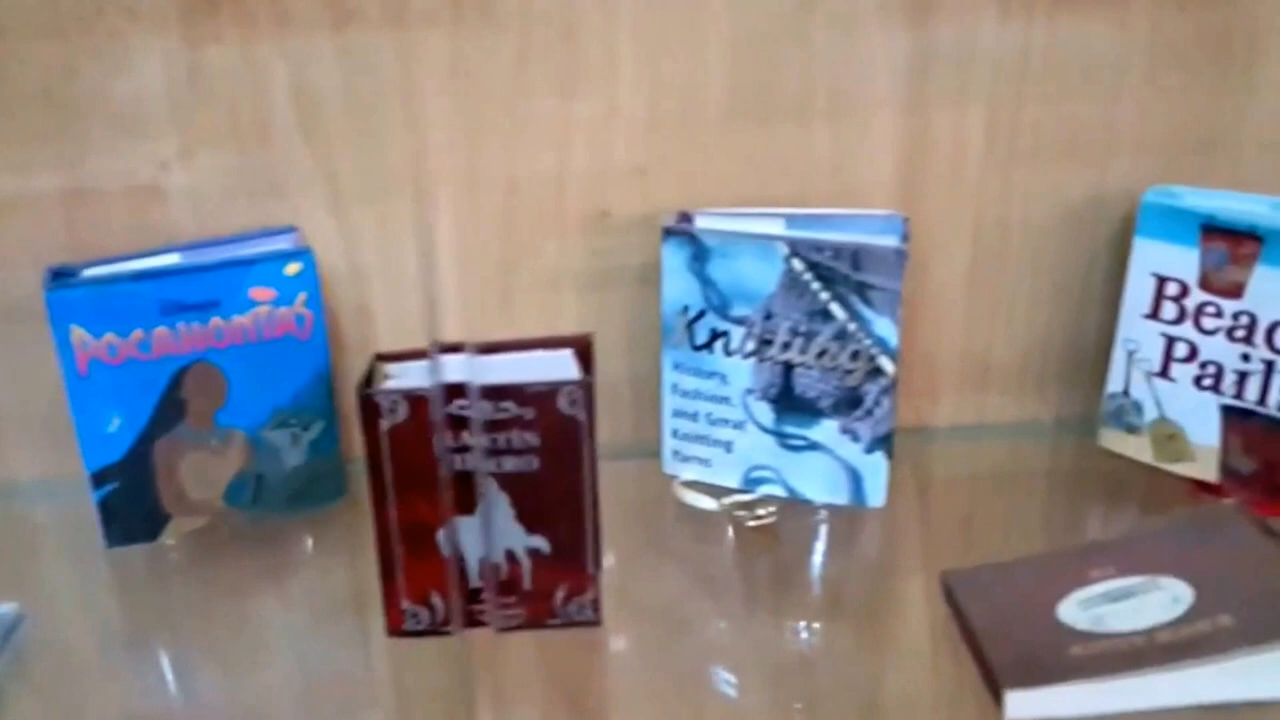 Disney
POCAHONTAS
MARTÍN
FIERRO
Knitting
History,
Fashion,
and Great
Knitting
Yarns
Beac
Pail